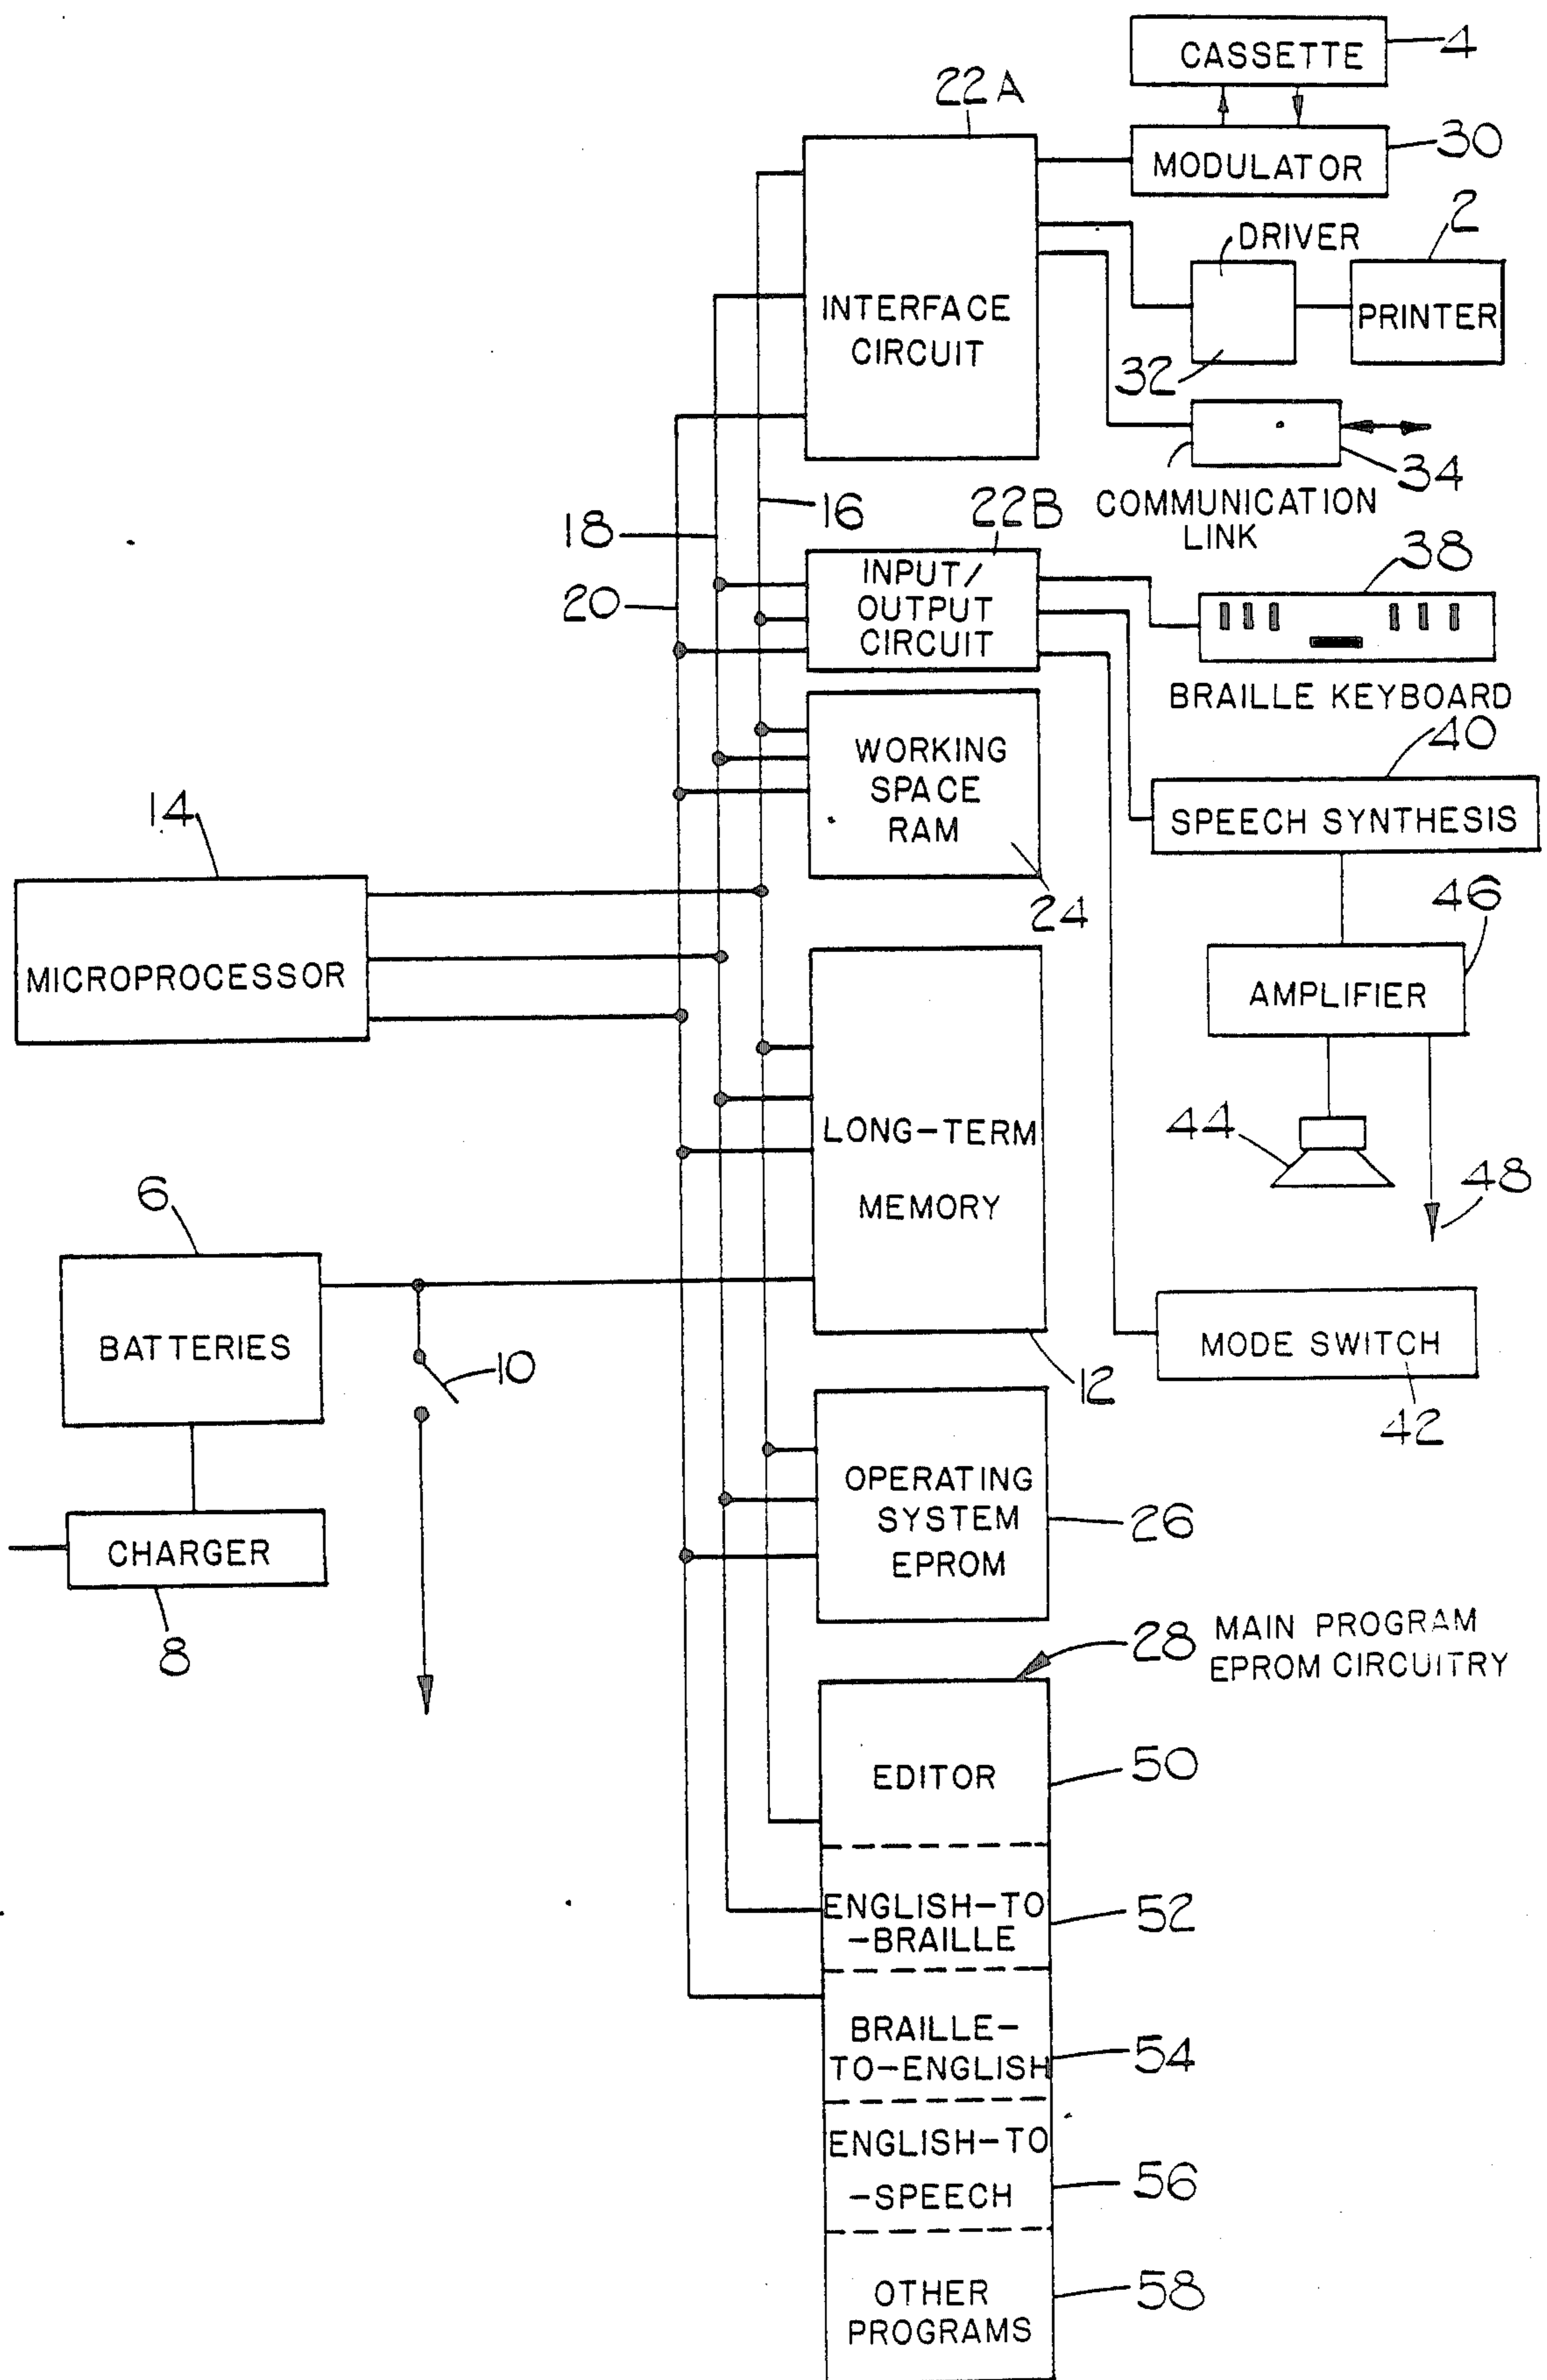 CASSETTE
4
22A
MODULATOR
30
DRIVER
2
INTERFACE
CIRCUIT
PRINTER
32
34
COMMUNICATION
LINK
16
18
22B
20
INPUT/
OUTPUT
CIRCUIT
38
BRAILLE KEYBOARD
WORKING
SPACE
RAM
24
40
SPEECH SYNTHESIS
14
MICROPROCESSOR
46
AMPLIFIER
44
48
LONG-TERM
MEMORY
12
6
BATTERIES
10
MODE SWITCH
42
CHARGER
8
OPERATING
SYSTEM
EPROM
26
28 MAIN PROGRAM
EPROM CIRCUITRY
EDITOR
50
ENGLISH-TO
-BRAILLE
52
BRAILLE-
TO-ENGLISH
54
ENGLISH-TO
-SPEECH
56
OTHER
PROGRAMS
58